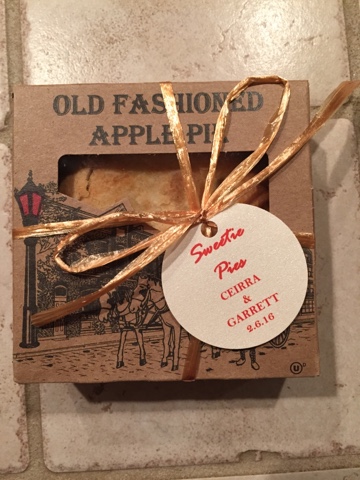 OLD FASHIONED
APPLE PIE
Sweetie
Pies
CEIRRA
&
GARRETT
2.6.16
U